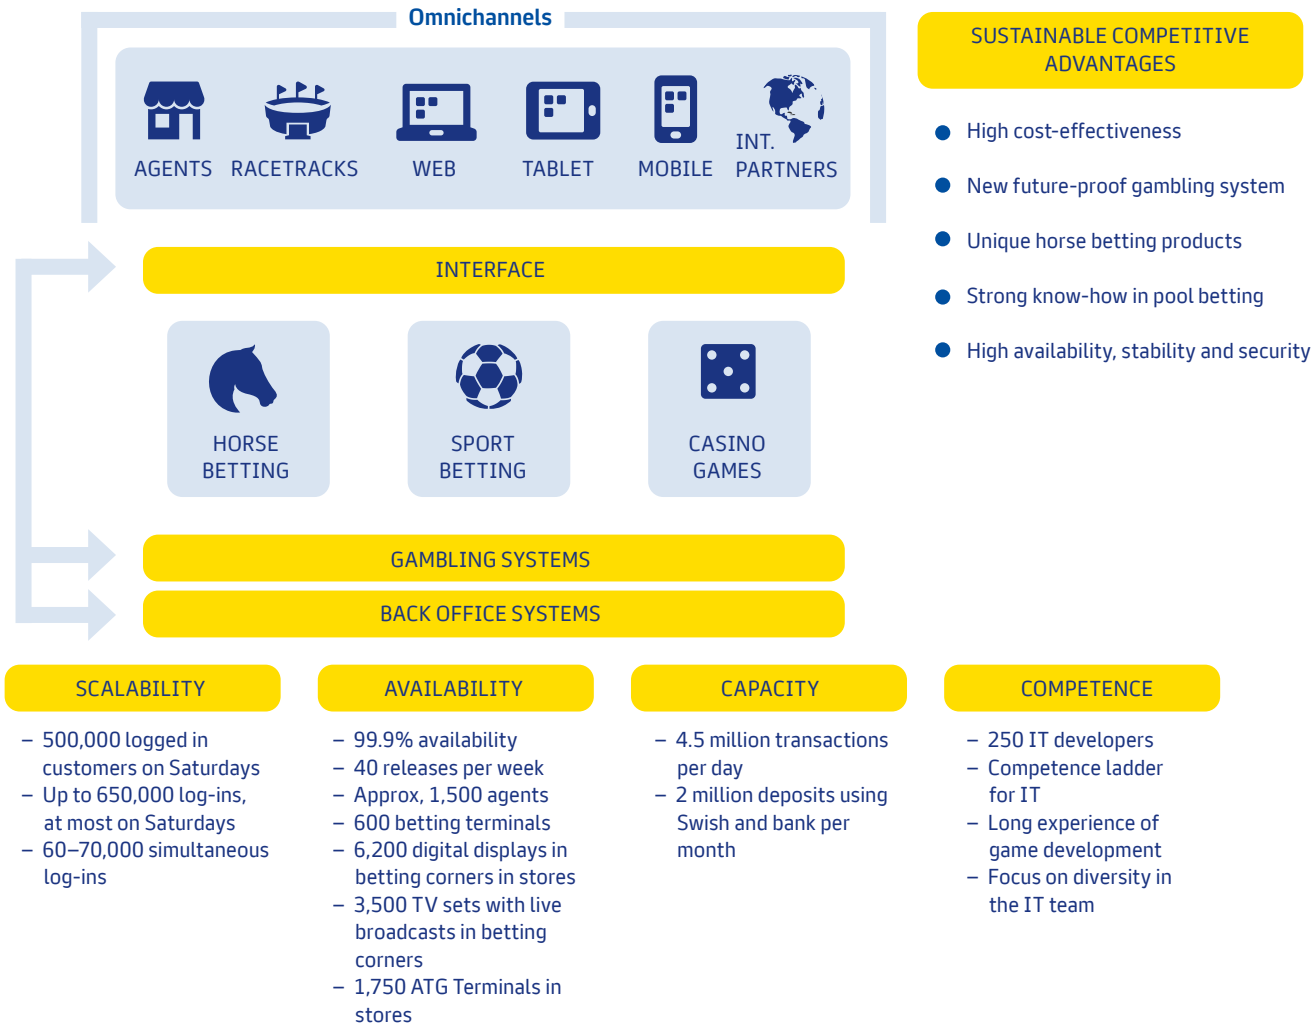 Omnichannels
AGENTS
RACETRACKS
WEB
TABLET
MOBILE
INT.
PARTNERS
INTERFACE
HORSE
BETTING
SPORT
BETTING
CASINO
GAMES
GAMBLING SYSTEMS
BACK OFFICE SYSTEMS
SUSTAINABLE COMPETITIVE
ADVANTAGES
● High cost-effectiveness
● New future-proof gambling system
● Unique horse betting products
● Strong know-how in pool betting
● High availability, stability and security
SCALABILITY
– 500,000 logged in
customers on Saturdays
– Up to 650,000 log-ins,
at most on Saturdays
– 60–70,000 simultaneous
log-ins
AVAILABILITY
– 99.9% availability
– 40 releases per week
– Approx, 1,500 agents
– 600 betting terminals
– 6,200 digital displays in
betting corners in stores
– 3,500 TV sets with live
broadcasts in betting
corners
– 1,750 ATG Terminals in
stores
CAPACITY
– 4.5 million transactions
per day
– 2 million deposits using
Swish and bank per
month
COMPETENCE
– 250 IT developers
– Competence ladder
for IT
– Long experience of
game development
– Focus on diversity in
the IT team